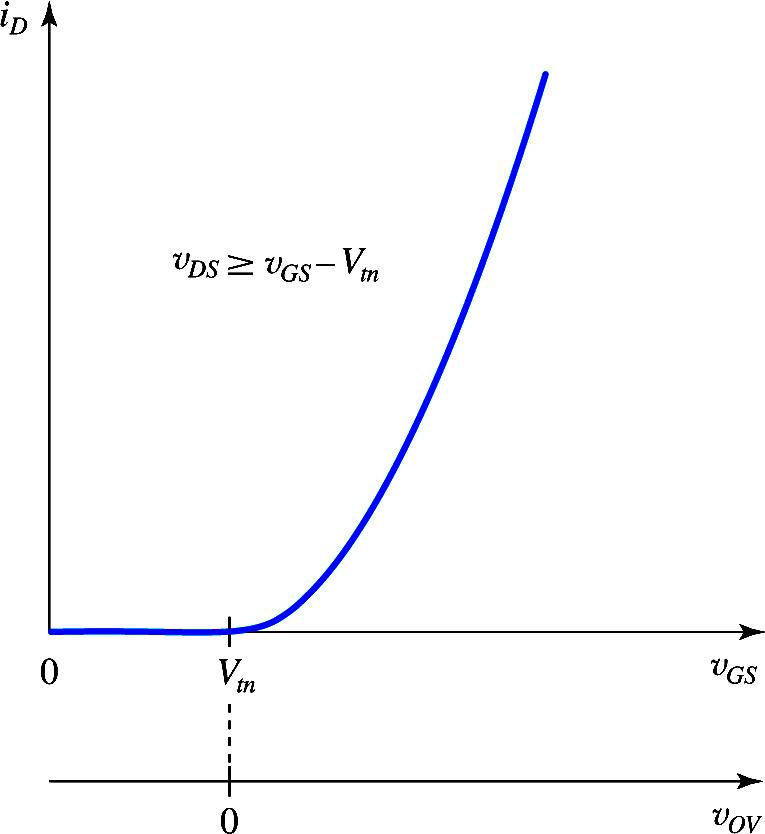 i_D
v_DS ≥ v_GS – V_tn
0 V_tn v_GS
0 v_OV